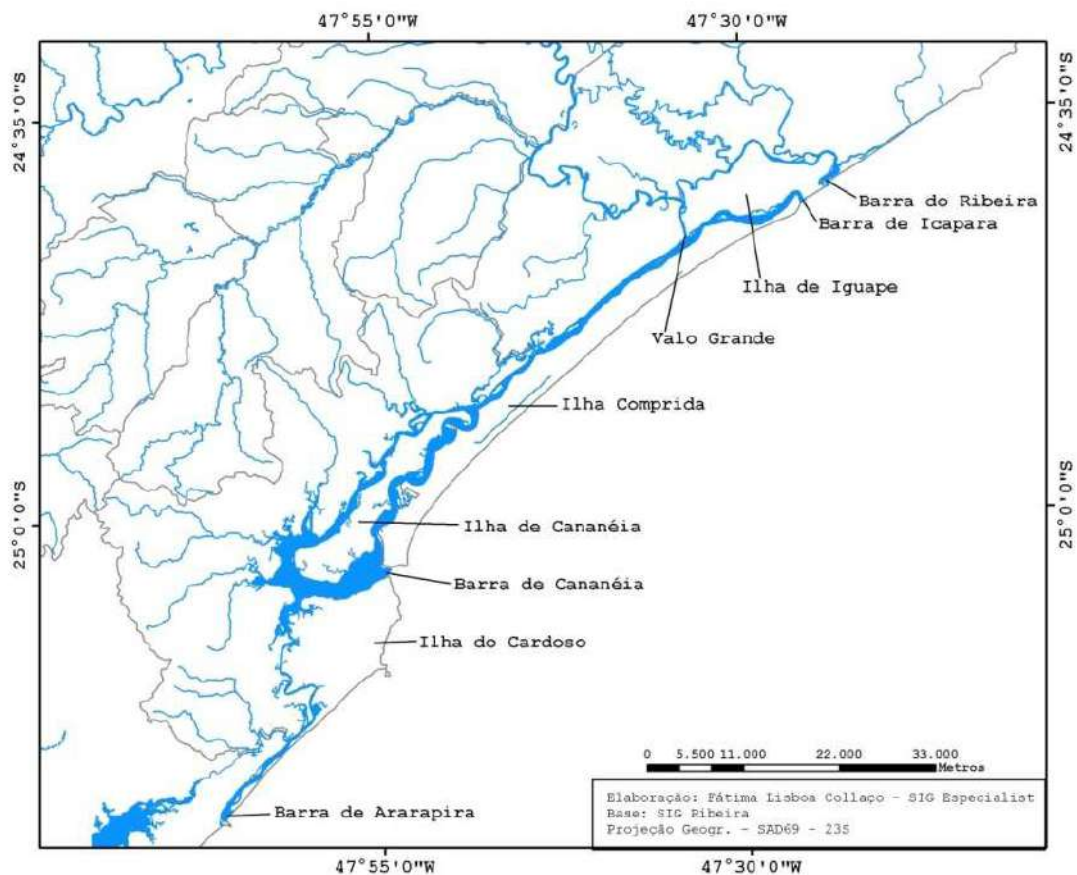 47°55'0"W
47°30'0"W
24°35'0"S
24°35'0"S
Barra do Ribeira
Barra de Icapara
Ilha de Iguape
Valo Grande
Ilha Comprida
25°0'0"S
25°0'0"S
Ilha de Cananéia
Barra de Cananéia
Ilha do Cardoso
0 5.500 11.000 22.000 33.000
Metros
Barra de Ararapira
Elaboração: Fátima Lisboa Collaço - SIG Especialist
Base: SIG Ribeira
Projeção Geogr. - SAD69 - 23S
47°55'0"W
47°30'0"W